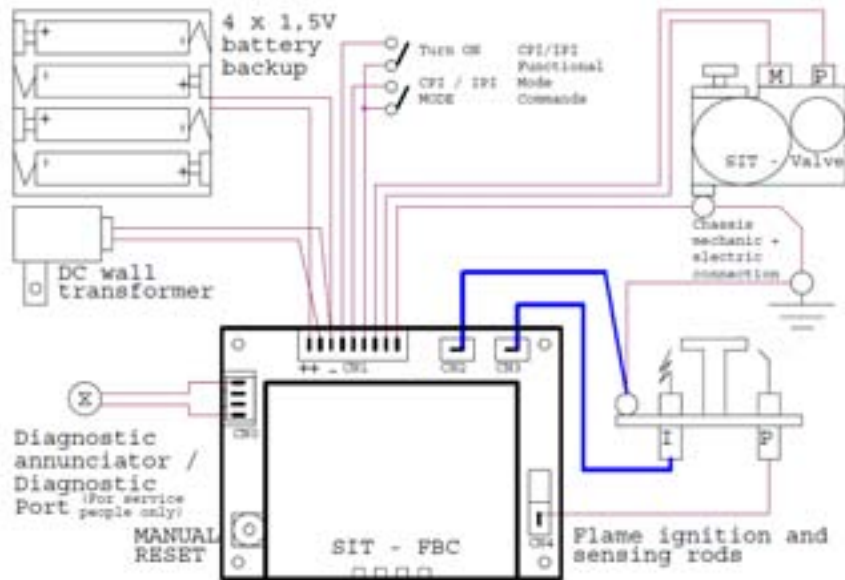 4 x 1,5V
battery
backup
Turn ON
CPI / IPI
MODE
CPI/IPI
Functional
Mode
Commands
M P
SIT - Valve
DC wall
transformer
Chassis
mechanic +
electric
connection
++ - CN1
CN2
CN3
X
Diagnostic
annunciator /
Diagnostic
Port (For service
people only)
I P
MANUAL
RESET
SIT - FBC
CN4
Flame ignition and
sensing rods